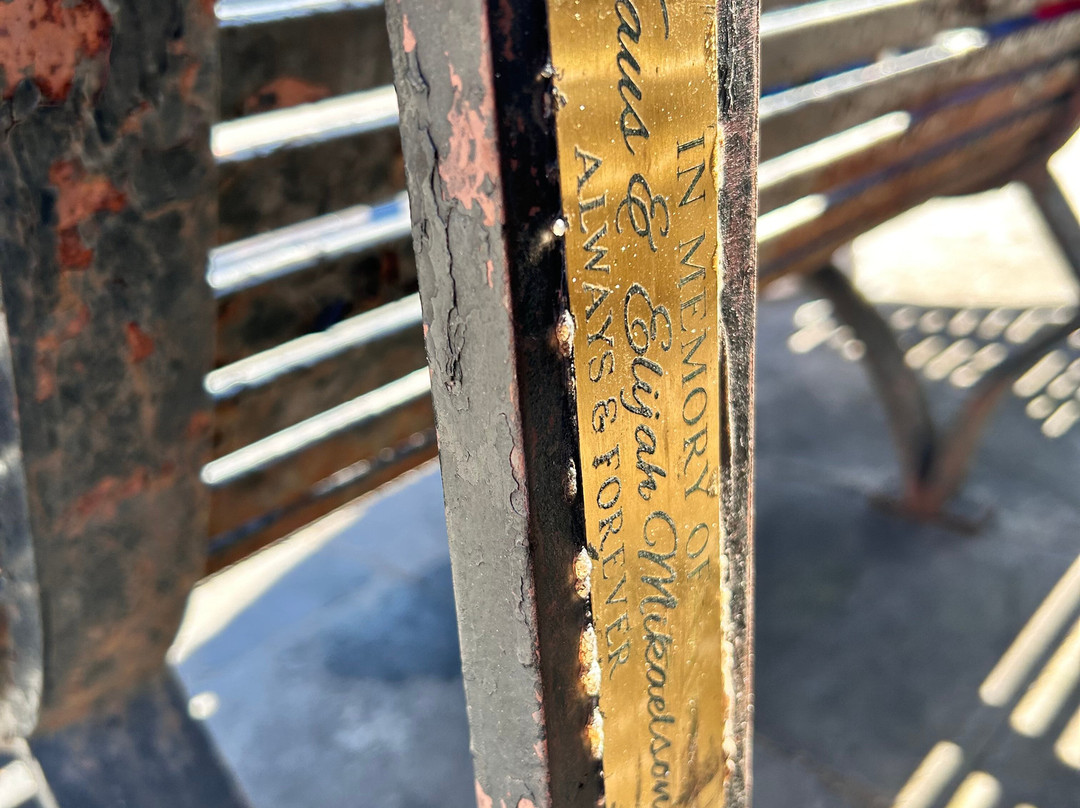 IN MEMORY OF
& Elijah Mikaelson
ALWAYS & FOREVER